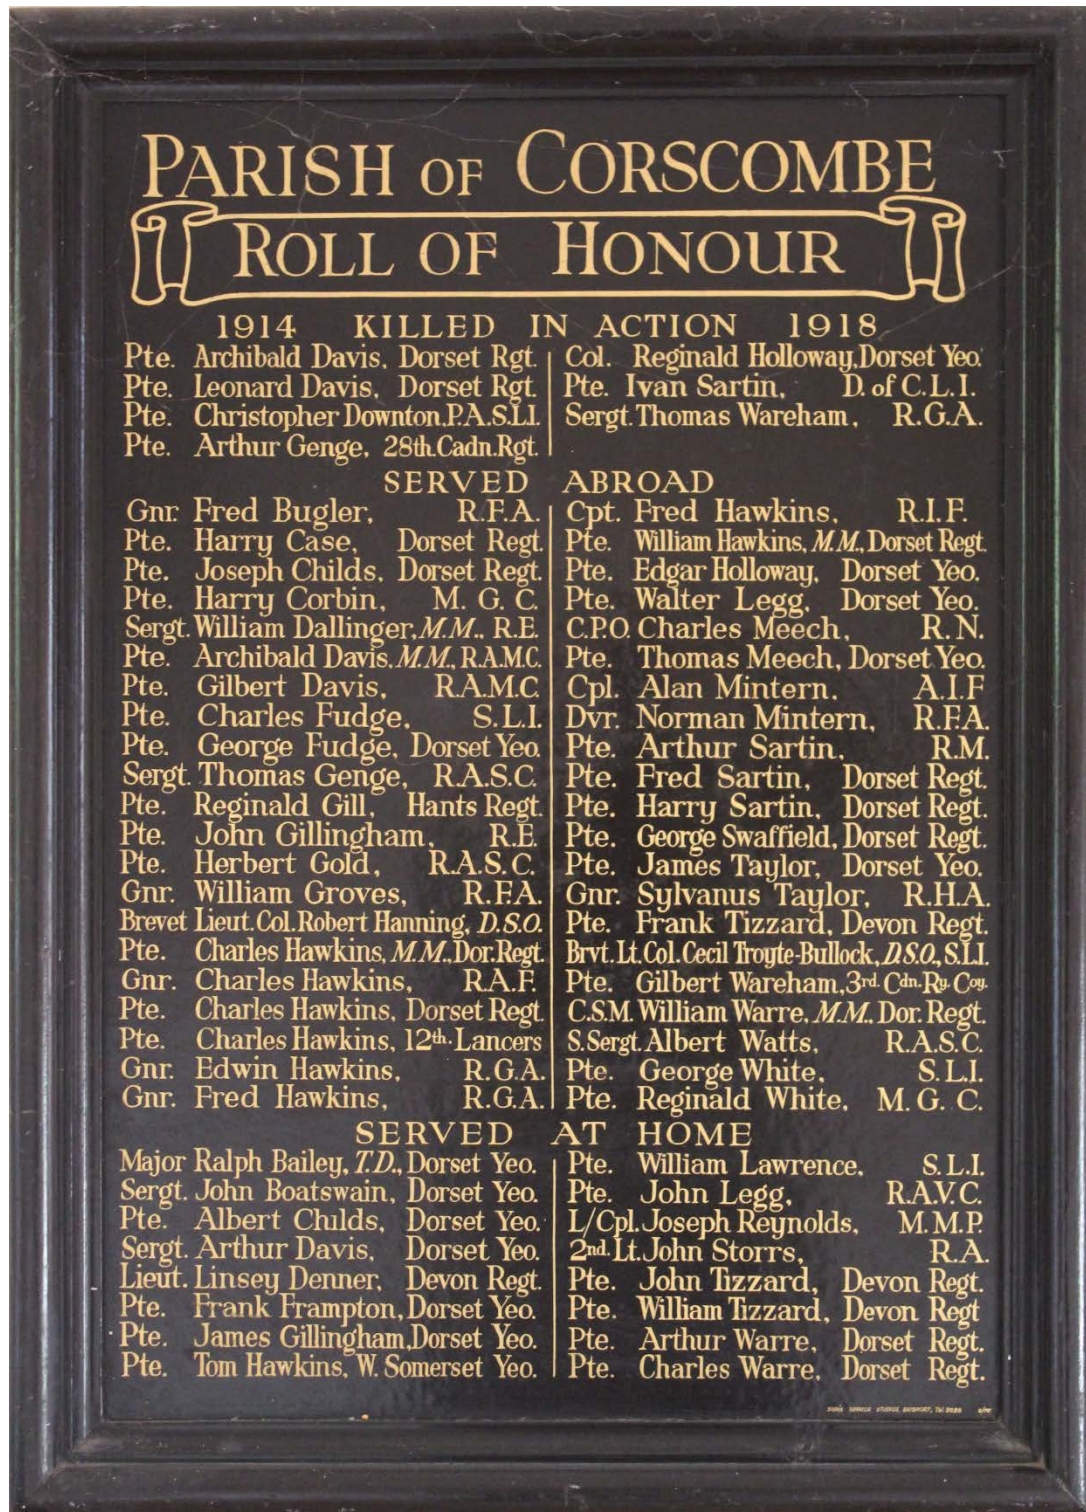 PARISH OF CORSCOMBE
ROLL OF HONOUR
1914 KILLED IN ACTION 1918
Pte. Archibald Davis, Dorset Rgt.
Pte. Leonard Davis, Dorset Rgt.
Pte. Christopher Downton, P.A.S.L.I.
Pte. Arthur Genge, 28th. Cadn. Rgt.
Col. Reginald Holloway, Dorset Yeo.
Pte. Ivan Sartin, D. of C.L.I.
Sergt. Thomas Wareham, R.G.A.
SERVED ABROAD
Gnr. Fred Bugler, R.F.A.
Pte. Harry Case, Dorset Regt.
Pte. Joseph Childs, Dorset Regt.
Pte. Harry Corbin, M. G. C.
Sergt. William Dallinger, M.M., R.E.
Pte. Archibald Davis, M.M., R.A.M.C.
Pte. Gilbert Davis, R.A.M.C.
Pte. Charles Fudge, S.L.I.
Pte. George Fudge, Dorset Yeo.
Sergt. Thomas Genge, R.A.S.C.
Pte. Reginald Gill, Hants Regt.
Pte. John Gillingham, R.E.
Pte. Herbert Gold, R.A.S.C.
Gnr. William Groves, R.F.A.
Brevet Lieut. Col. Robert Hanning, D.S.O.
Pte. Charles Hawkins, M.M., Dor. Regt.
Gnr. Charles Hawkins, R.A.F.
Pte. Charles Hawkins, Dorset Regt.
Pte. Charles Hawkins, 12th. Lancers
Gnr. Edwin Hawkins, R.G.A.
Gnr. Fred Hawkins, R.G.A.
Cpt. Fred Hawkins, R.I.F.
Pte. William Hawkins, M.M., Dorset Regt.
Pte. Edgar Holloway, Dorset Yeo.
Pte. Walter Legg, Dorset Yeo.
C.P.O. Charles Meech, R.N.
Pte. Thomas Meech, Dorset Yeo.
Cpl. Alan Mintern, A.I.F
Dvr. Norman Mintern, R.F.A.
Pte. Arthur Sartin, R.M.
Pte. Fred Sartin, Dorset Regt.
Pte. Harry Sartin, Dorset Regt.
Pte. George Swaffield, Dorset Regt.
Pte. James Taylor, Dorset Yeo.
Gnr. Sylvanus Taylor, R.H.A.
Pte. Frank Tizzard, Devon Regt.
Brvt. Lt. Col. Cecil Troyte-Bullock, D.S.O., S.L.I.
Pte. Gilbert Wareham, 3rd. Cdn. Ry. Coy.
C.S.M. William Warre, M.M., Dor. Regt.
S. Sergt. Albert Watts, R.A.S.C.
Pte. George White, S.L.I.
Pte. Reginald White, M. G. C.
SERVED AT HOME
Major Ralph Bailey, T.D., Dorset Yeo.
Sergt. John Boatswain, Dorset Yeo.
Pte. Albert Childs, Dorset Yeo.
Sergt. Arthur Davis, Dorset Yeo.
Lieut. Linsey Denner, Devon Regt.
Pte. Frank Frampton, Dorset Yeo.
Pte. James Gillingham, Dorset Yeo.
Pte. Tom Hawkins, W. Somerset Yeo.
Pte. William Lawrence, S.L.I.
Pte. John Legg, R.A.V.C.
L/Cpl. Joseph Reynolds, M.M.P.
2nd. Lt. John Storrs, R.A.
Pte. John Tizzard, Devon Regt.
Pte. William Tizzard, Devon Regt
Pte. Arthur Warre, Dorset Regt.
Pte. Charles Warre, Dorset Regt.
STUDIOS, BRIDPORT,